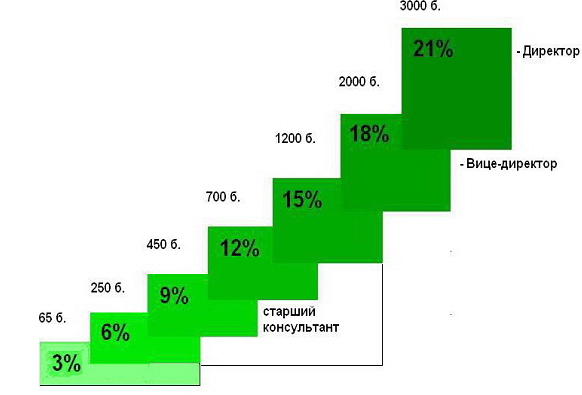 3000 б.
21%
- Директор
2000 б.
18%
- Вице-директор
1200 б.
15%
700 б.
12%
450 б.
9%
старший
консультант
250 б.
6%
65 б.
3%